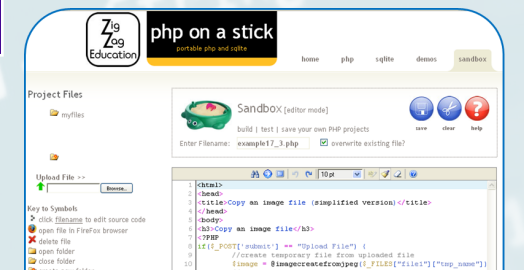 Zig
Zag
Education
php on a stick
portable php and sqlite
home php sqlite demos sandbox
Project Files
myfiles
Upload File >>
Browse...
Key to Symbols
click filename to edit source code
open file in FireFox browser
delete file
open folder
close folder
Sandbox [editor mode]
build | test | save your own PHP projects
Enter Filename: example17_3.php overwrite existing file?
save clear help
10 pt
1 <html>
2 <head>
3 <title>Copy an image file (simplified version)</title>
4 </head>
5 <body>
6 <h3>Copy an image file</h3>
7 <?PHP
8 if($_POST['submit'] == "Upload File") {
9 //create temporary file from uploaded file
10 $image = @imagecreatefromjpeg($_FILES["file1"]["tmp_name"])